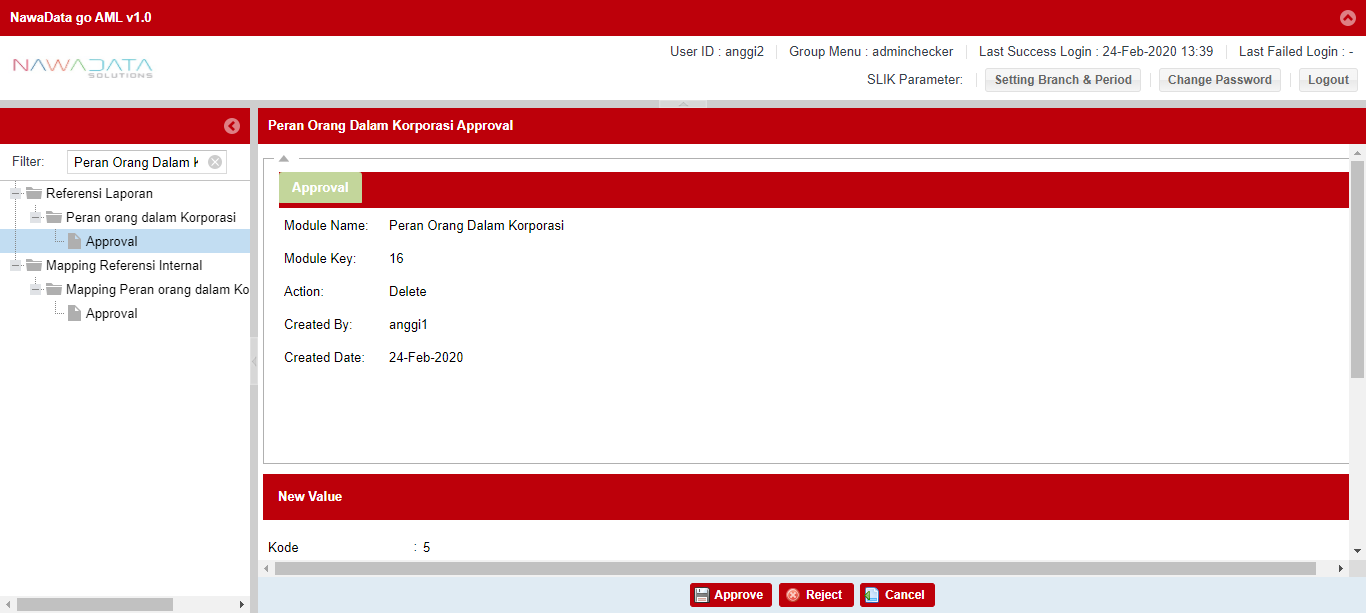 NawaData go AML v1.0
NAWADATA
SOLUTIONS
User ID : anggi2 Group Menu : adminchecker Last Success Login : 24-Feb-2020 13:39 Last Failed Login : -
SLIK Parameter: Setting Branch & Period Change Password Logout
Filter: Peran Orang Dalam
Referensi Laporan
Peran orang dalam Korporasi
Approval
Mapping Referensi Internal
Mapping Peran orang dalam Ko
Approval
Peran Orang Dalam Korporasi Approval
Approval
Module Name: Peran Orang Dalam Korporasi
Module Key: 16
Action: Delete
Created By: anggi1
Created Date: 24-Feb-2020
New Value
Kode : 5
Approve Reject Cancel